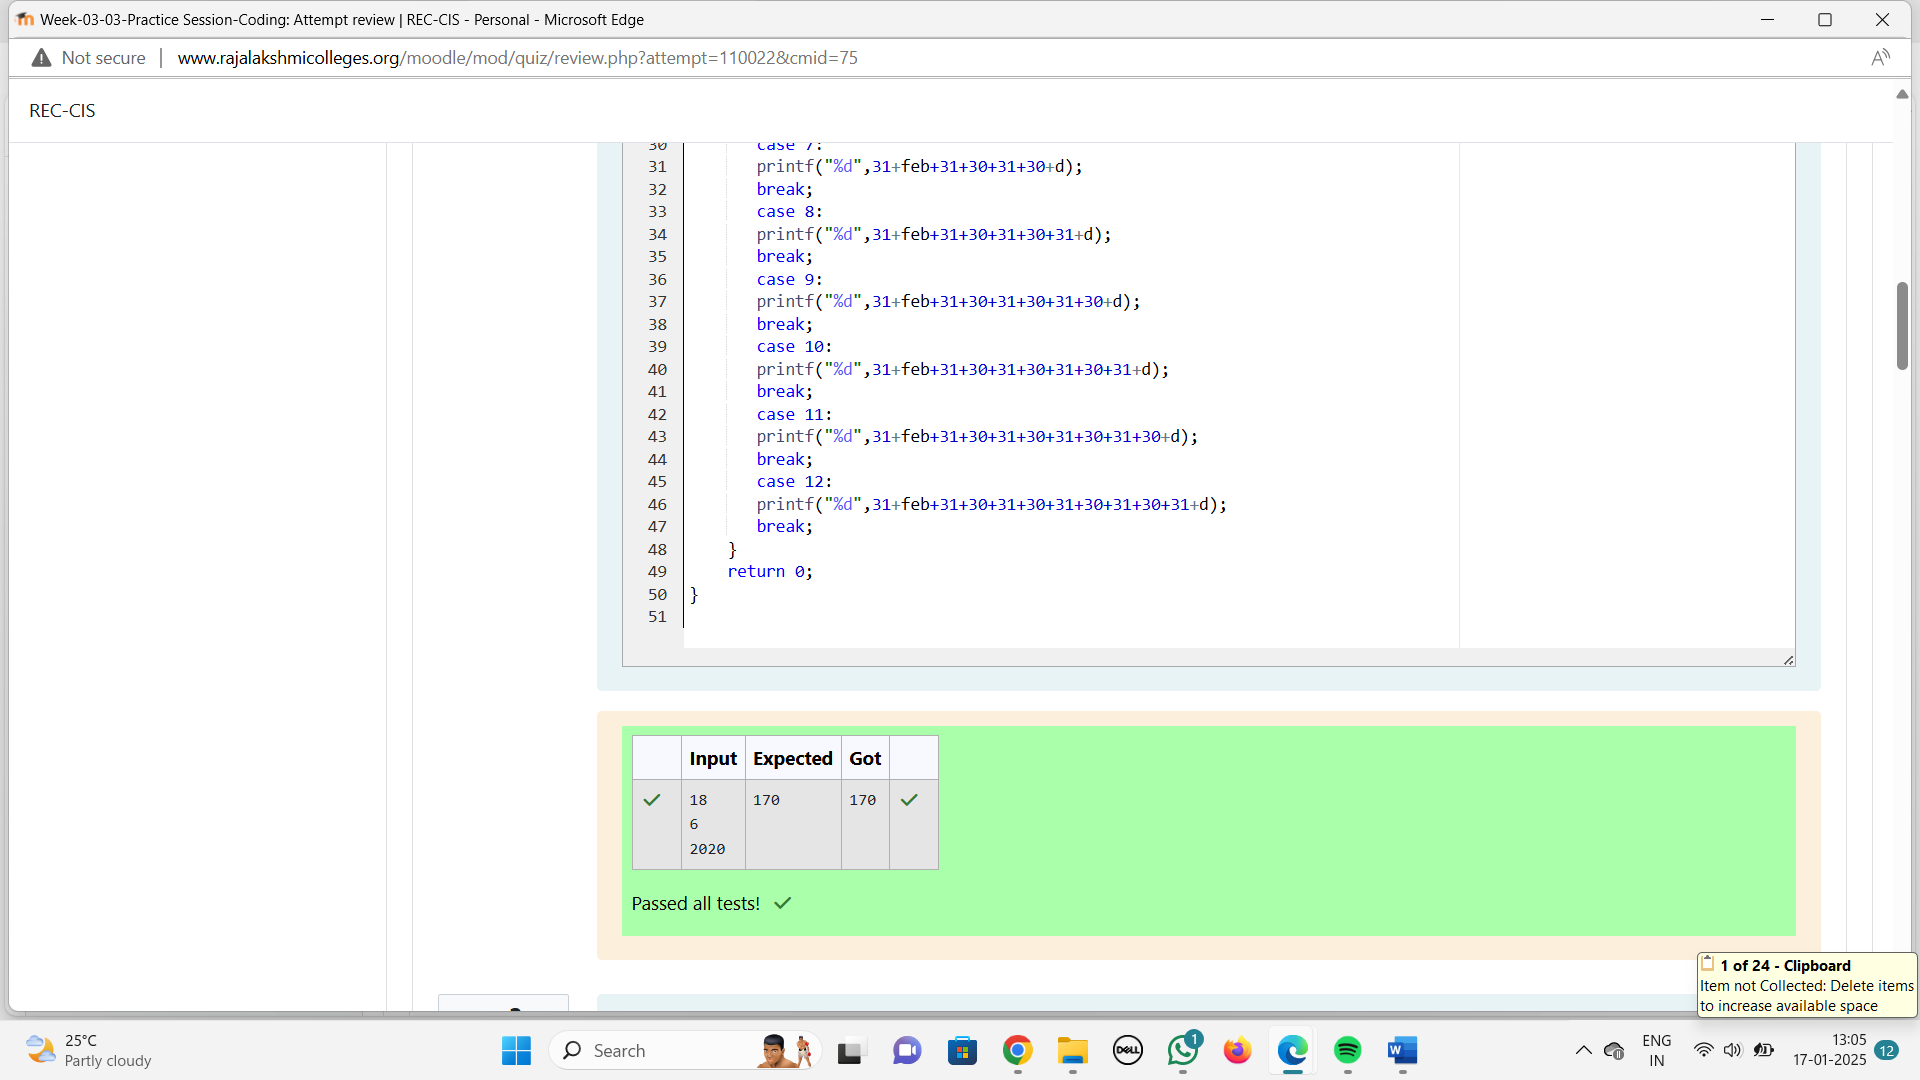 Week-03-03-Practice Session-Coding: Attempt review | REC-CIS - Personal - Microsoft Edge
Not secure | www.rajalakshmicolleges.org/moodle/mod/quiz/review.php?attempt=110022&cmid=75
REC-CIS
30 case 7:
31 printf("%d",31+feb+31+30+31+30+d);
32 break;
33 case 8:
34 printf("%d",31+feb+31+30+31+30+31+d);
35 break;
36 case 9:
37 printf("%d",31+feb+31+30+31+30+31+30+d);
38 break;
39 case 10:
40 printf("%d",31+feb+31+30+31+30+31+30+31+d);
41 break;
42 case 11:
43 printf("%d",31+feb+31+30+31+30+31+30+31+30+d);
44 break;
45 case 12:
46 printf("%d",31+feb+31+30+31+30+31+30+31+30+31+d);
47 break;
48 }
49 return 0;
50 }
51
Input Expected Got
18 170 170
6
2020
Passed all tests!
1 of 24 - Clipboard
Item not Collected: Delete items
to increase available space
25°C
Partly cloudy
Search
DELL
1
W
ENG
IN
13:05
17-01-2025
12